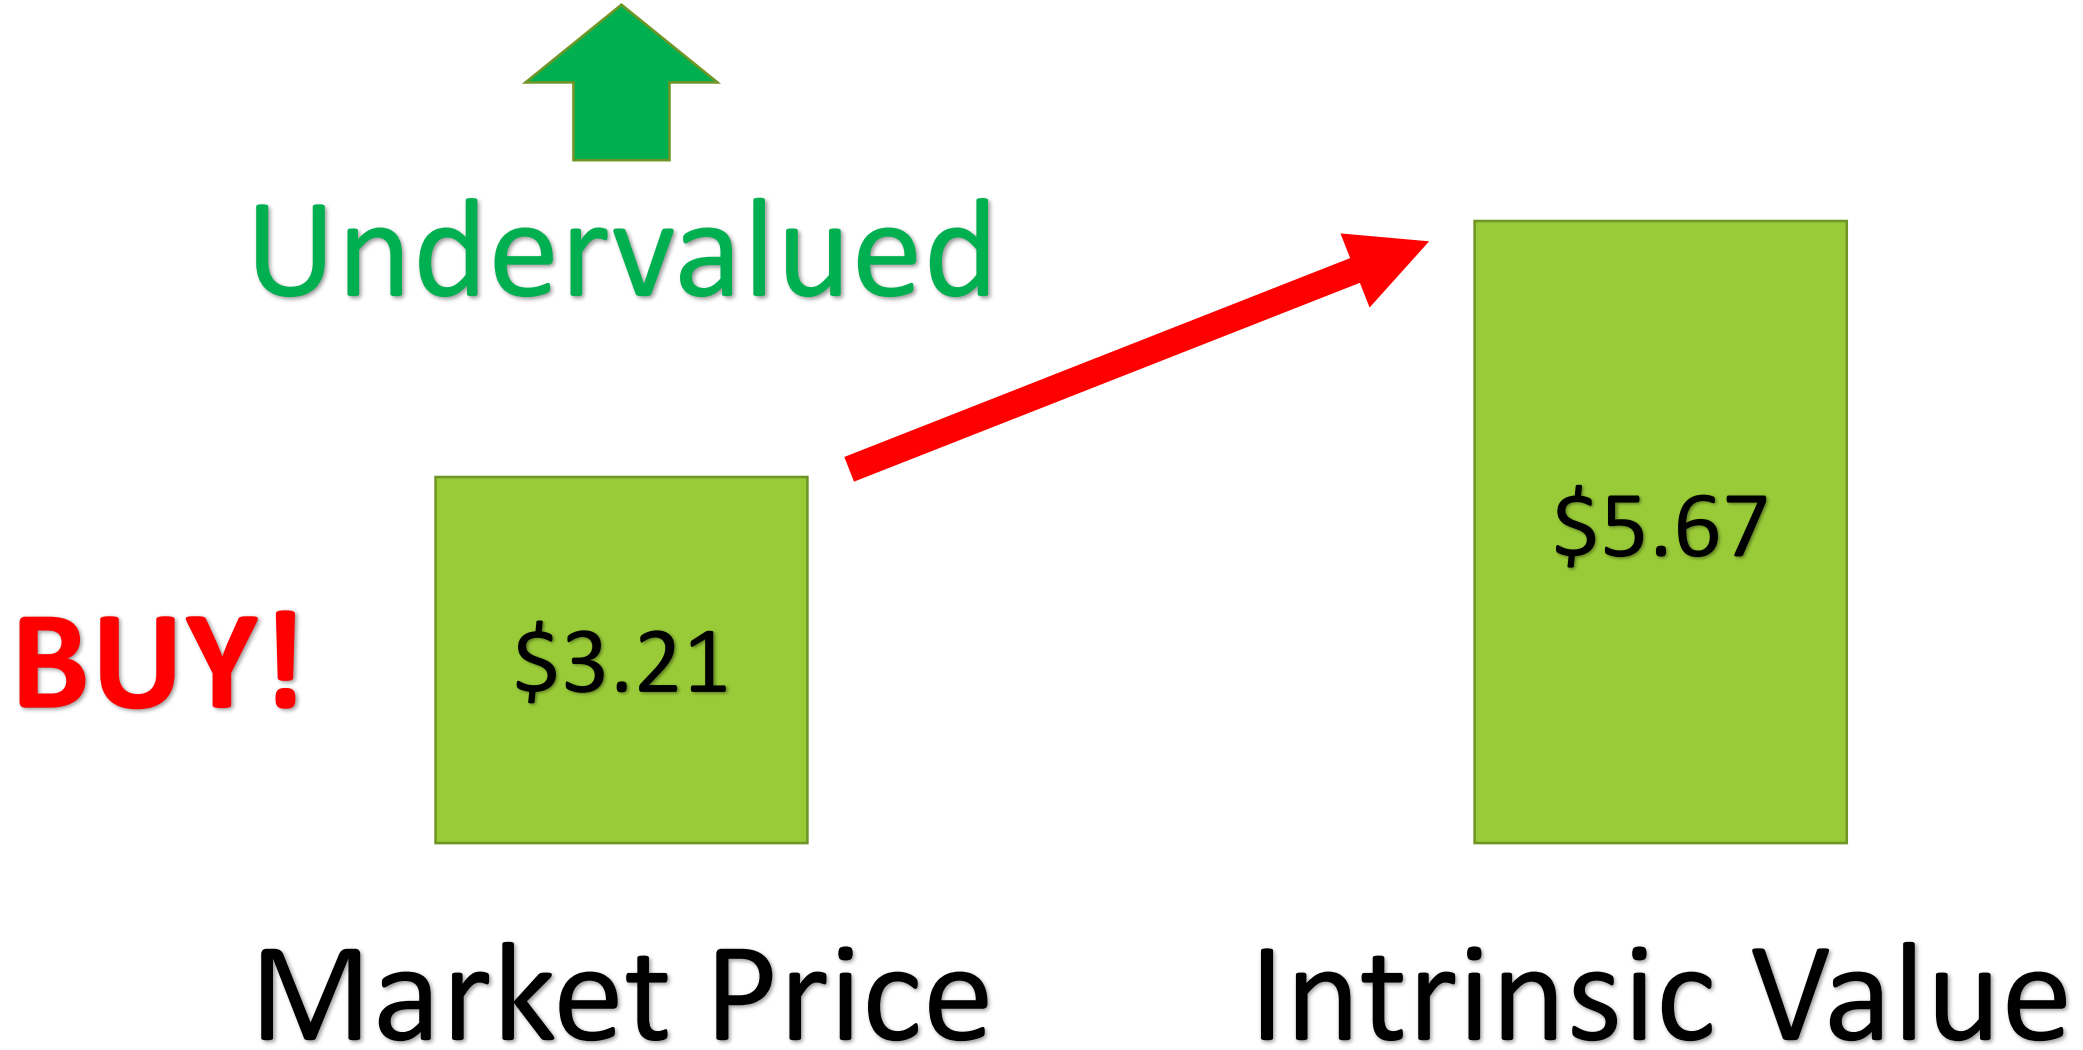 Undervalued
$5.67
BUY!
$3.21
Market Price
Intrinsic Value